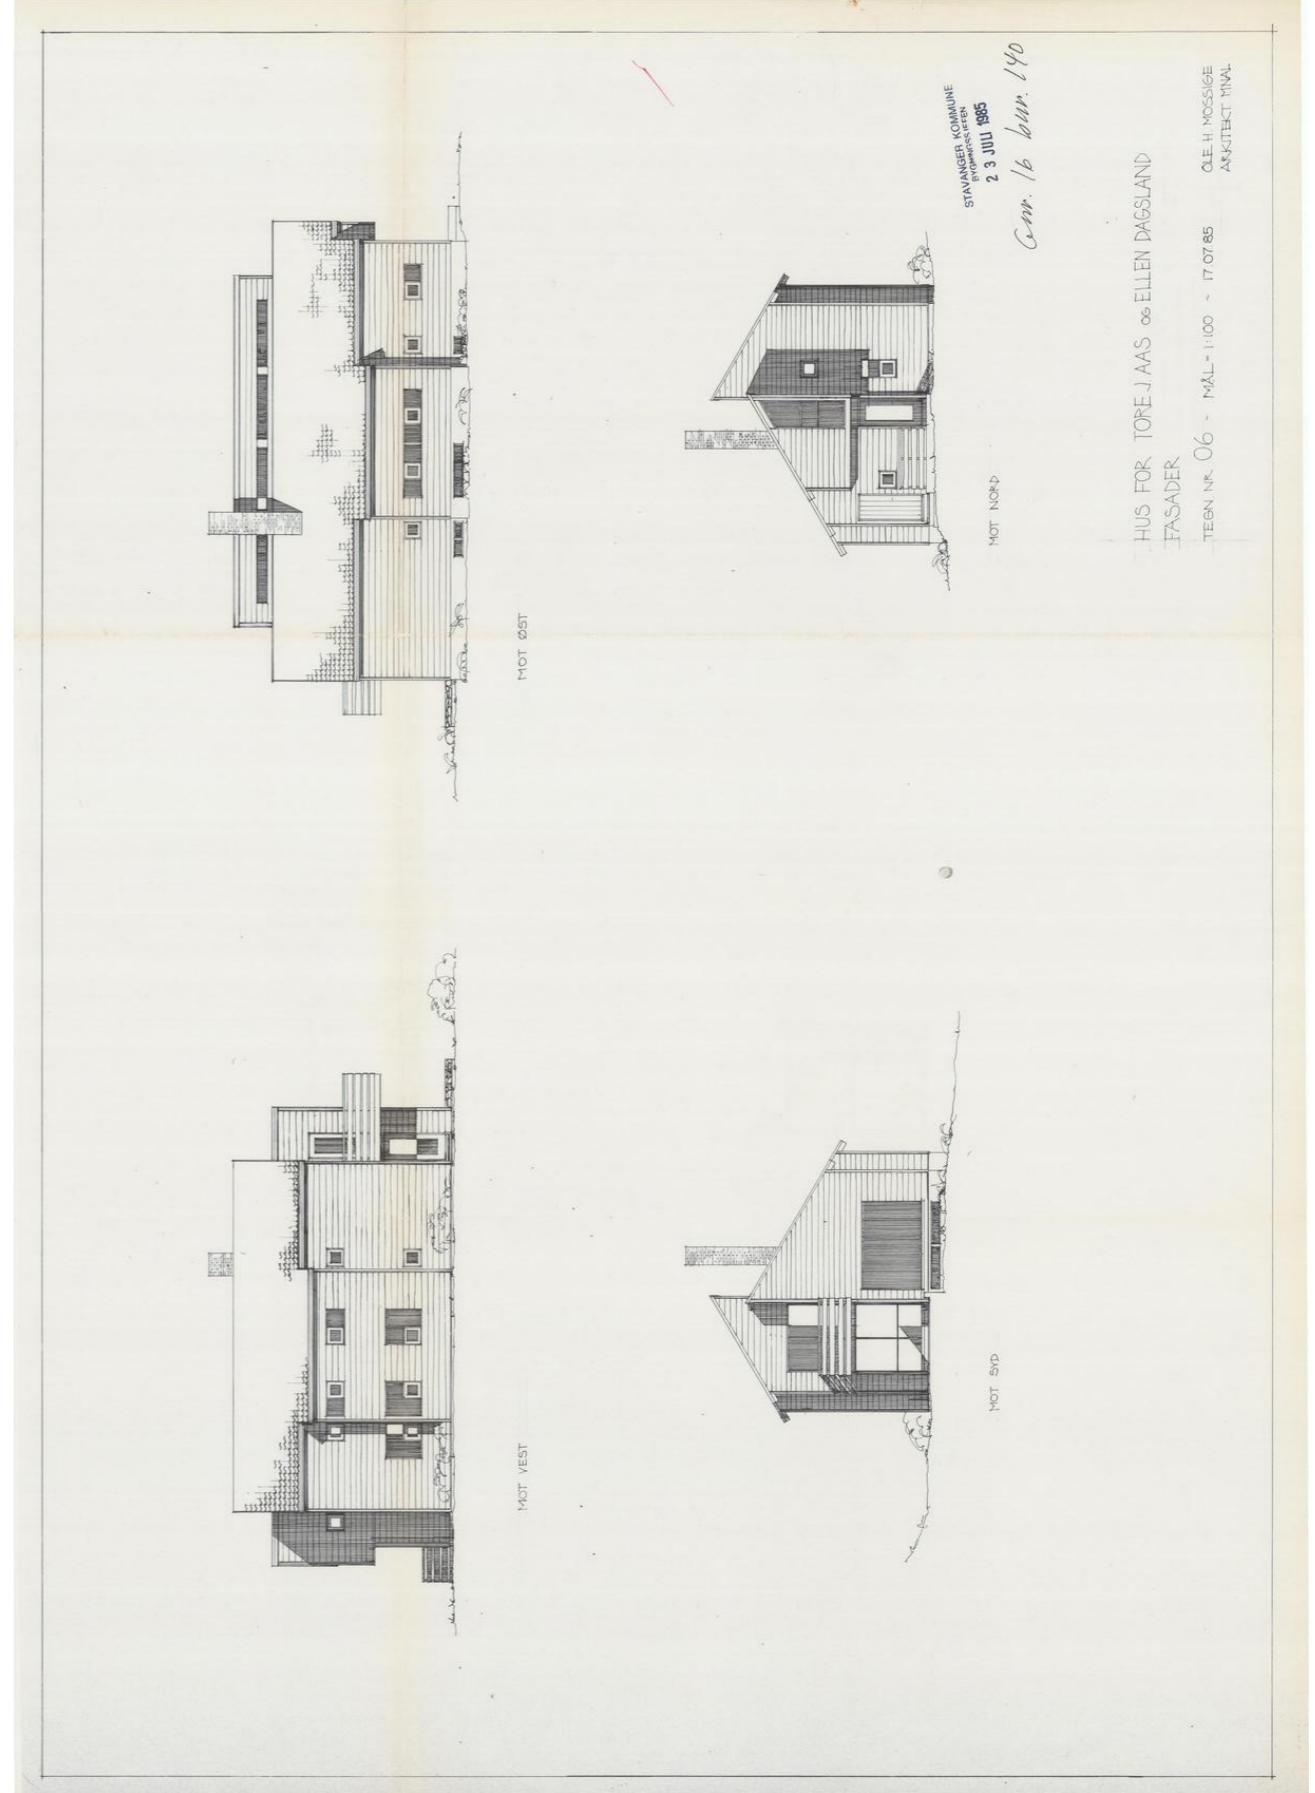 MOT VEST
MOT ØST
MOT SYD
MOT NORD
STAVANGER KOMMUNE
BYGNINGSSJEFEN
23 JULI 1985
Gnr. 16 bnr. 140
HUS FOR TORE J. AAS OG ELLEN DAGSLAND
FASADER
TEGN. NR. 06 - MÅL = 1:100 - 17.07.85
OLE H. MOSSIGE
ARKITEKT MNAL